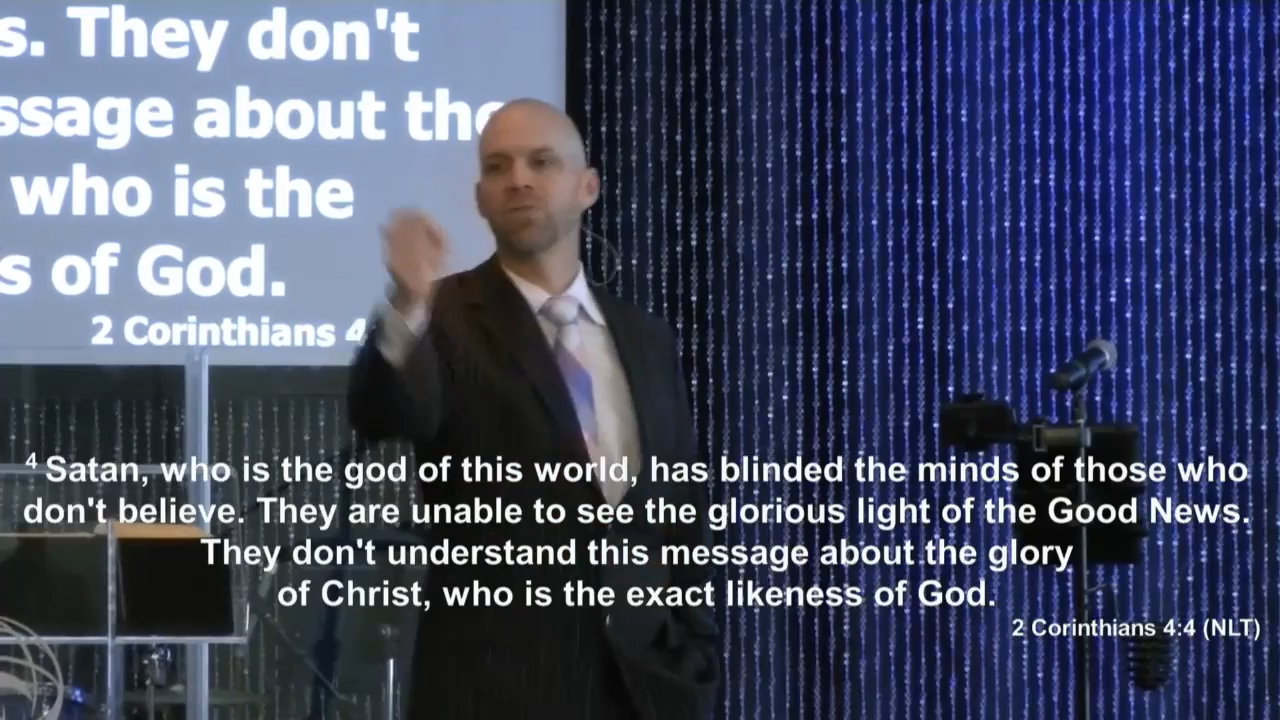 s. They don't
ssage about the
who is the
s of God.
2 Corinthians 4
4 Satan, who is the god of this world, has blinded the minds of those who
don't believe. They are unable to see the glorious light of the Good News.
They don't understand this message about the glory
of Christ, who is the exact likeness of God.
2 Corinthians 4:4 (NLT)